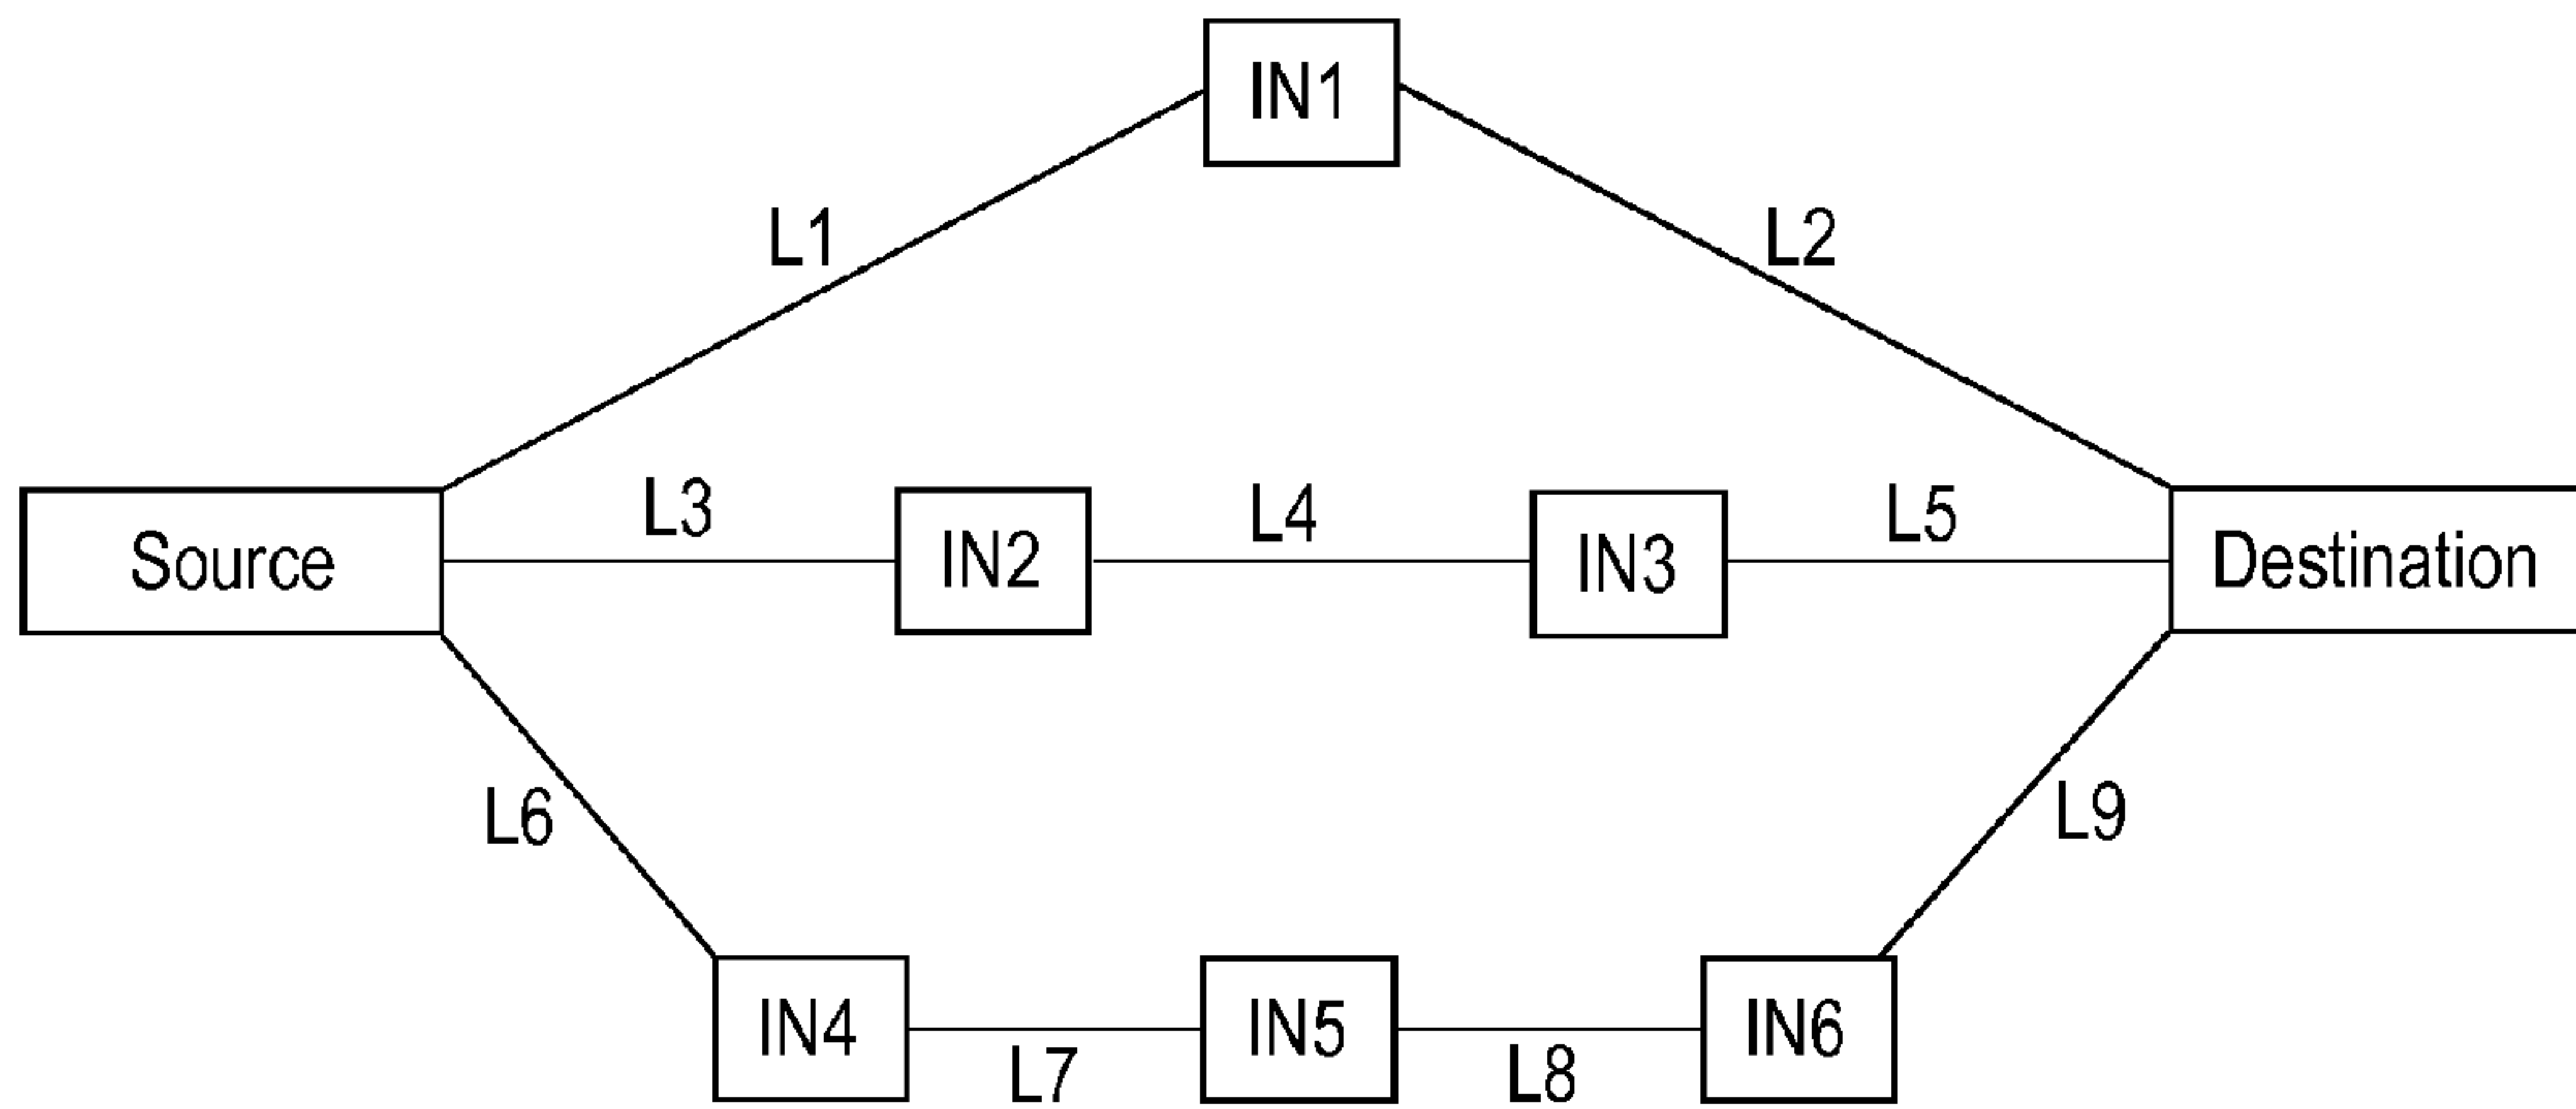 IN1
L1
L2
Source
L3
IN2
L4
IN3
L5
Destination
L6
L9
IN4
L7
IN5
L8
IN6